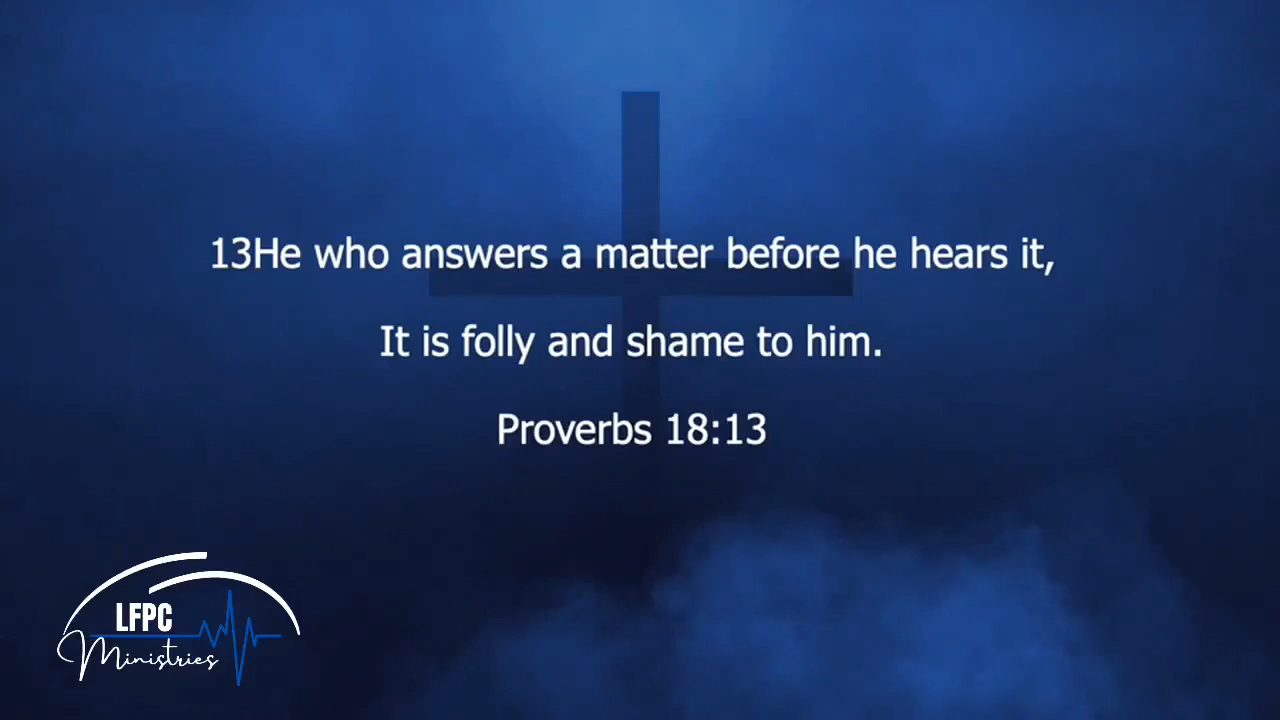 13He who answers a matter before he hears it,
It is folly and shame to him.
Proverbs 18:13
LFPC
Ministries